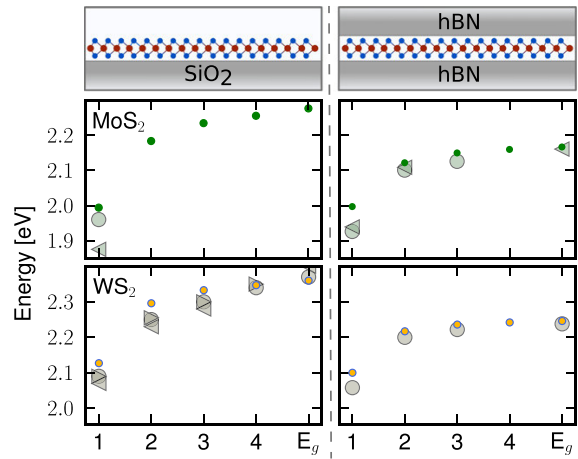 hBN
SiO2
hBN
MoS2
2.2
2.1
2.0
1.9
Energy [eV]
WS2
2.3
2.2
2.1
2.0
1 2 3 4 Eg 1 2 3 4 Eg